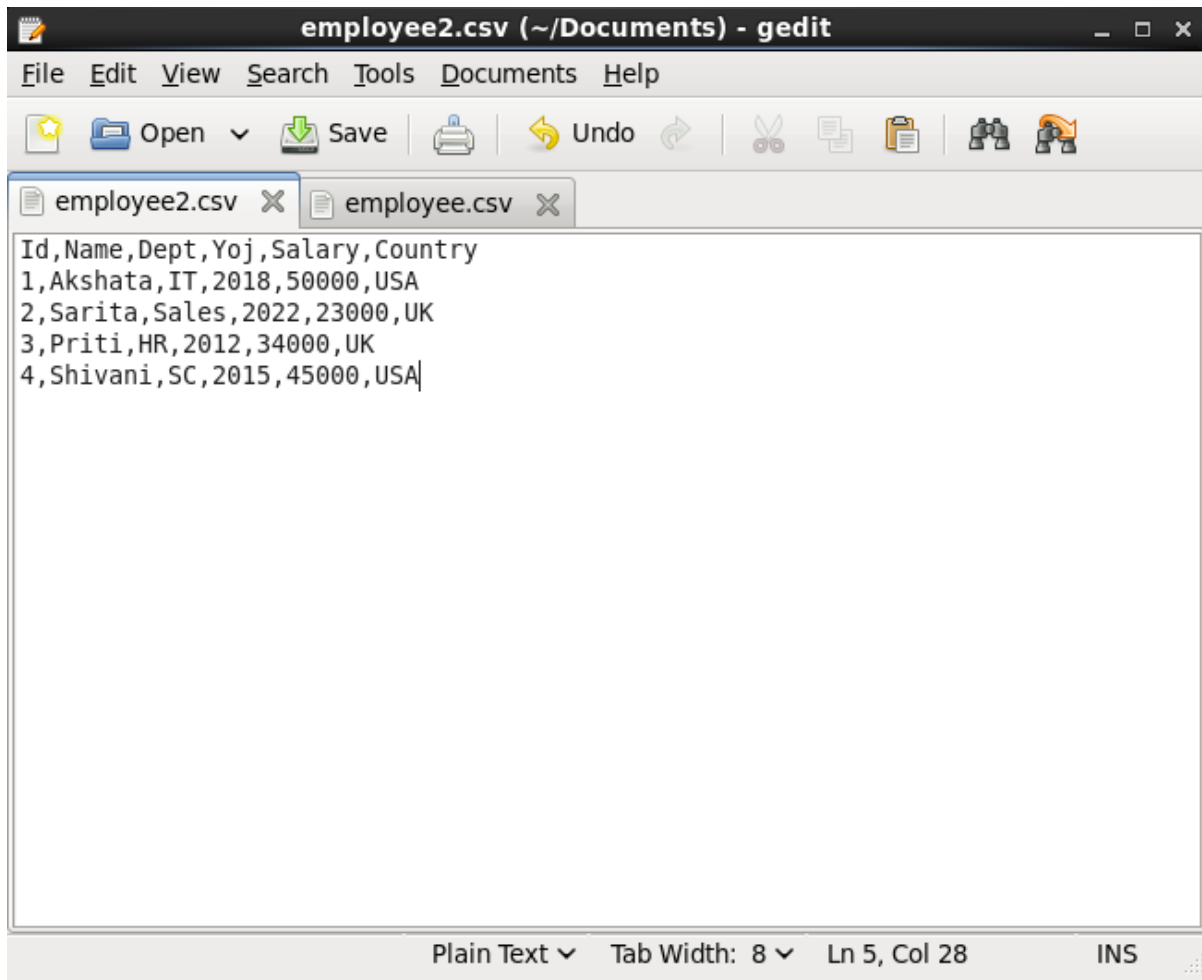 employee2.csv (~/Documents) - gedit
File Edit View Search Tools Documents Help
Open Save Undo
employee2.csv employee.csv
Id,Name,Dept,Yoj,Salary,Country
1,Akshata,IT,2018,50000,USA
2,Sarita,Sales,2022,23000,UK
3,Priti,HR,2012,34000,UK
4,Shivani,SC,2015,45000,USA
Plain Text Tab Width: 8 Ln 5, Col 28 INS